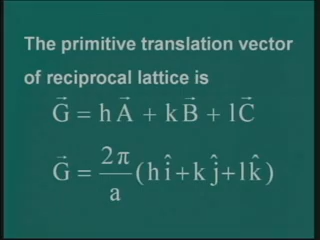 The primitive translation vector
of reciprocal lattice is
G⃗ = hA⃗ + kB⃗ + lC⃗
G⃗ = 2π/a (hî + kĵ + lk̂)